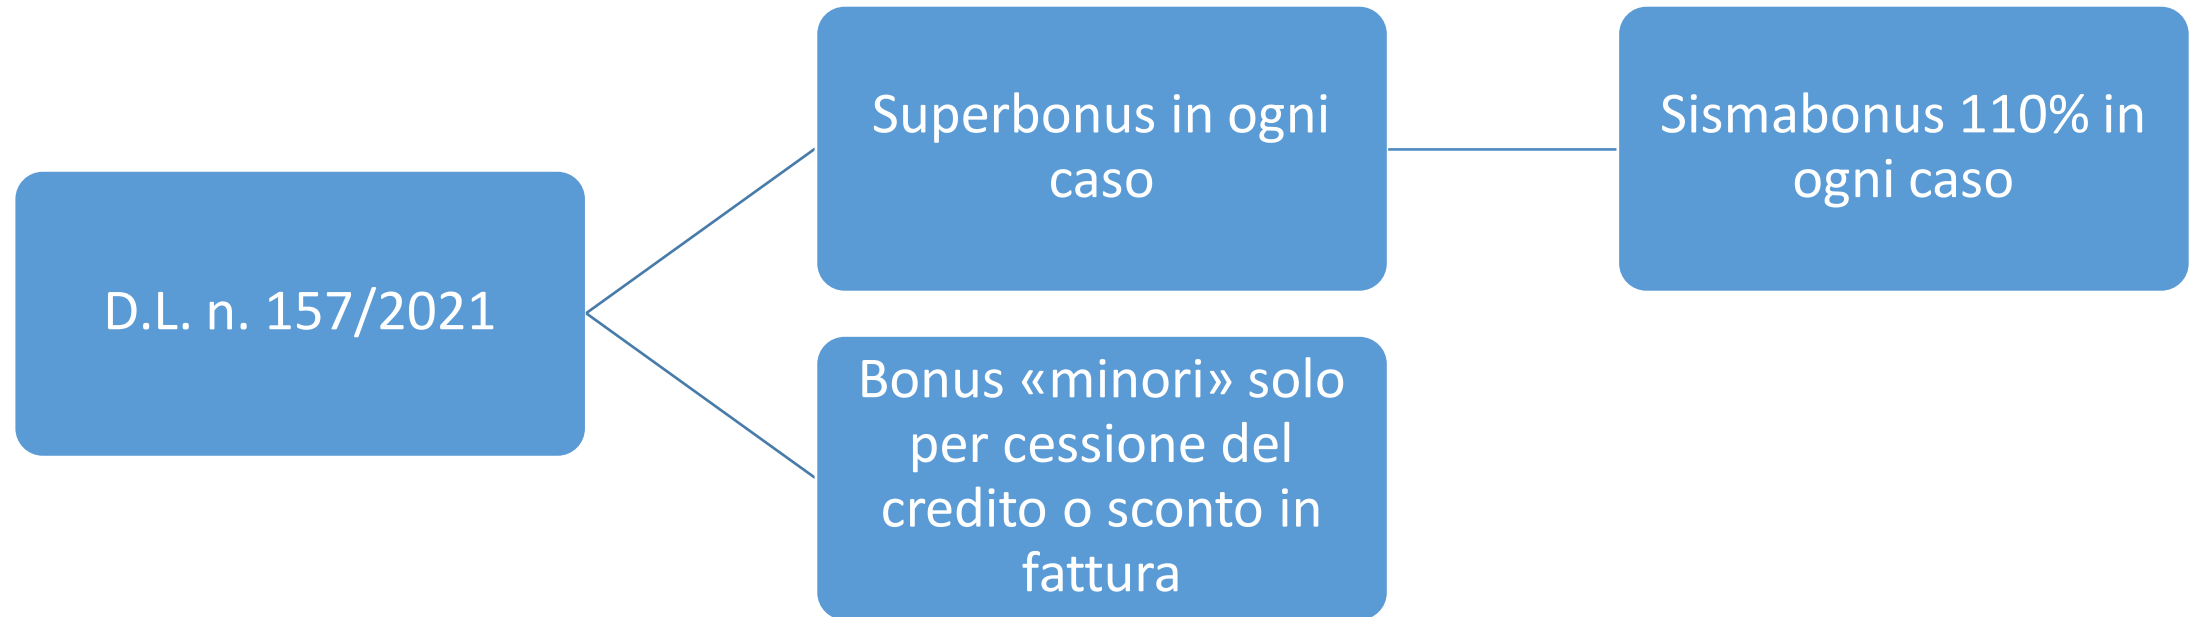 D.L. n. 157/2021
Superbonus in ogni
caso
Sismabonus 110% in
ogni caso
Bonus «minori» solo
per cessione del
credito o sconto in
fattura